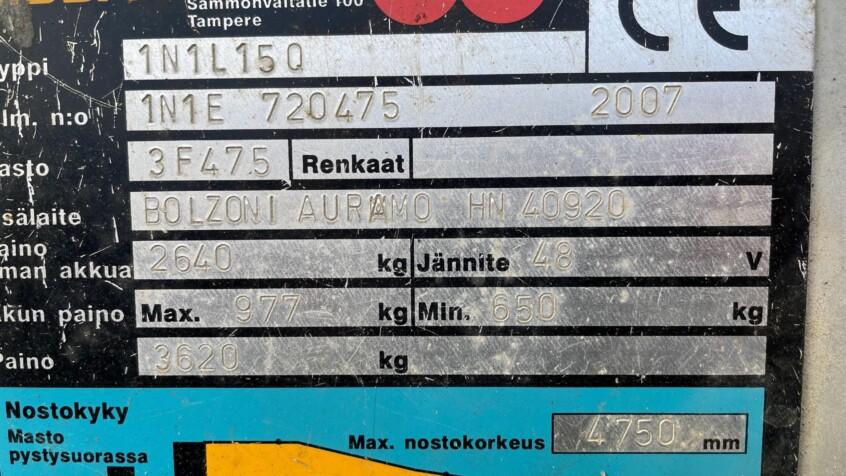 Sammonvaltatie 100
Tampere
CE
yppi 1N1L15Q
lm. n:o 1N1E 720475 2007
asto 3F475 Renkaat
sälaite BOLZONI AURAMO HN 40920
aino
man akkua 2640 kg Jännite 48 V
kun paino Max. 977 kg Min. 650 kg
Paino 3620 kg
Nostokyky
Masto
pystysuorassa
Max. nostokorkeus 4750 mm